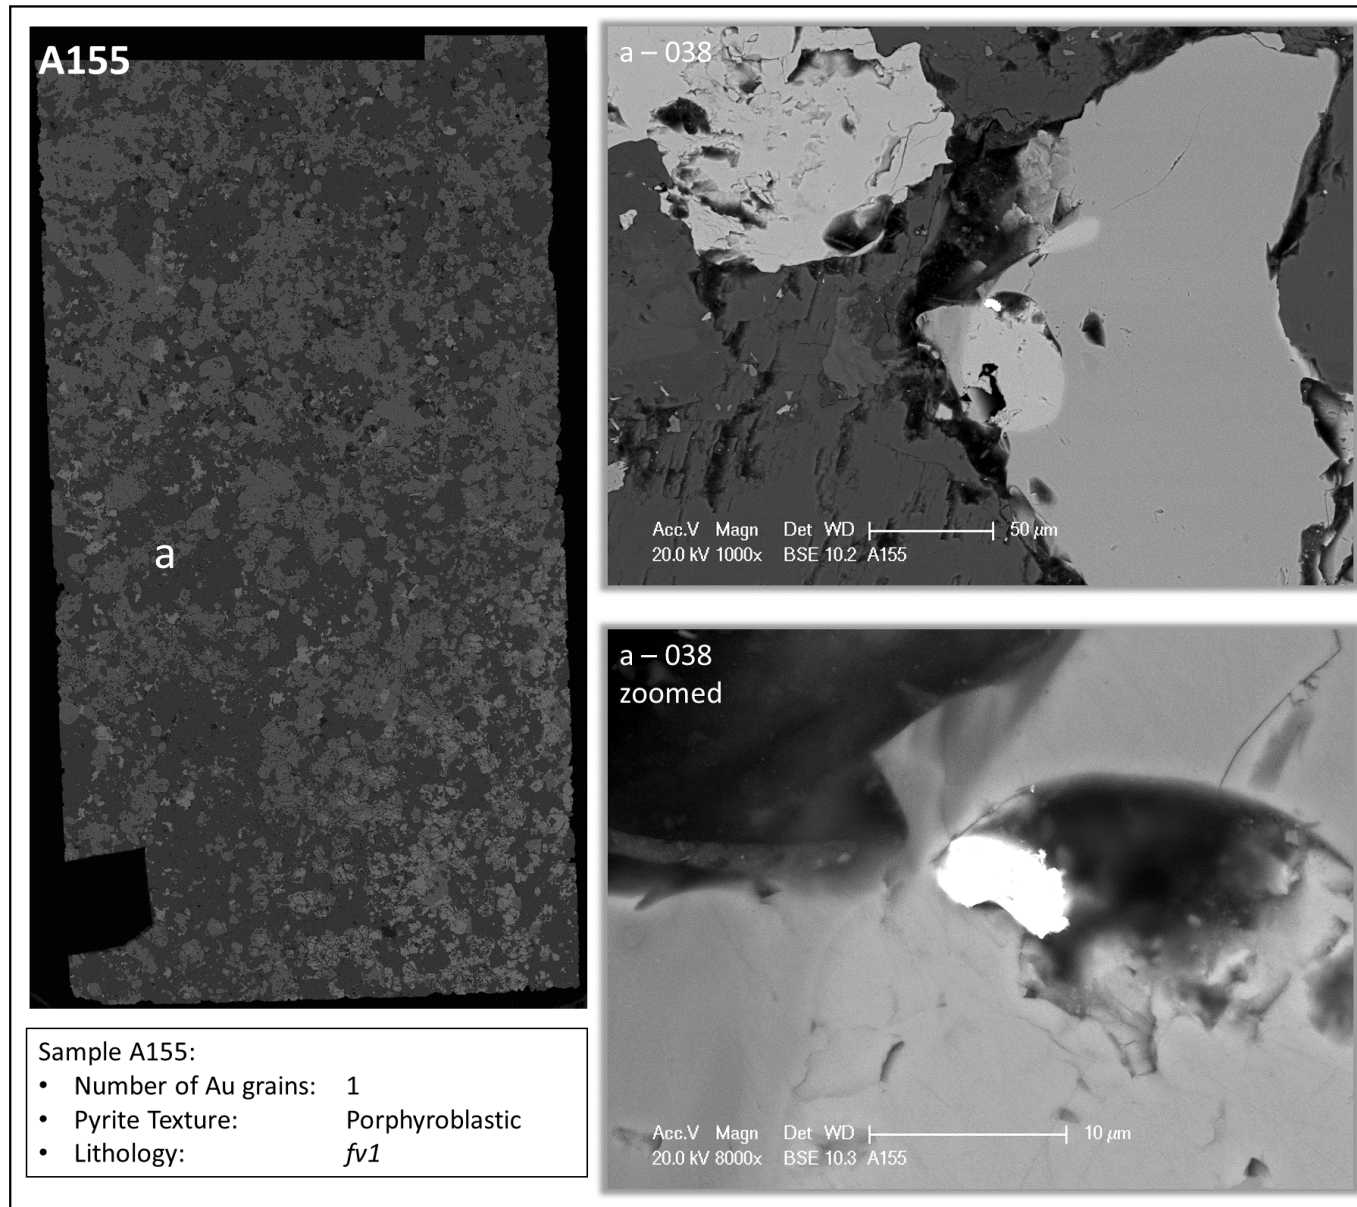 A155
a
Sample A155:
• Number of Au grains: 1
• Pyrite Texture: Porphyroblastic
• Lithology: fv1
a – 038
Acc.V Magn Det WD 50 µm
20.0 kV 1000x BSE 10.2 A155
a – 038
zoomed
Acc.V Magn Det WD 10 µm
20.0 kV 8000x BSE 10.3 A155